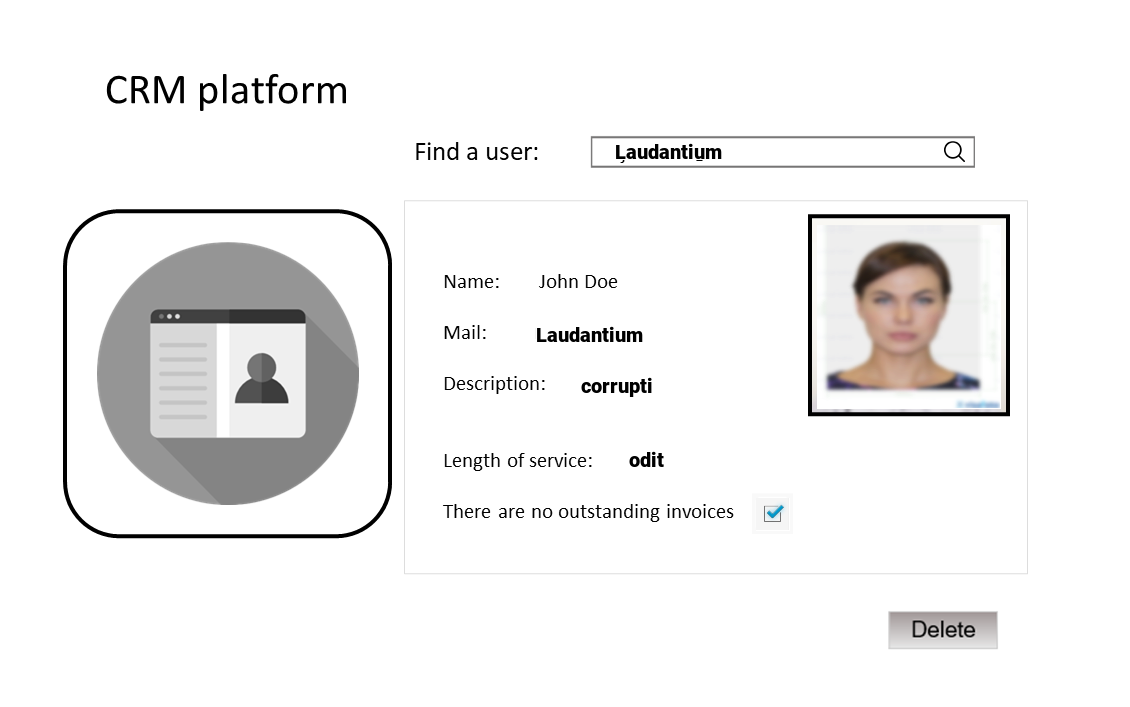 CRM platform
Find a user: Ļaudantiu̠m
Name: John Doe
Mail: Laudantium
Description: corrupti
Length of service: odit
There are no outstanding invoices
Delete